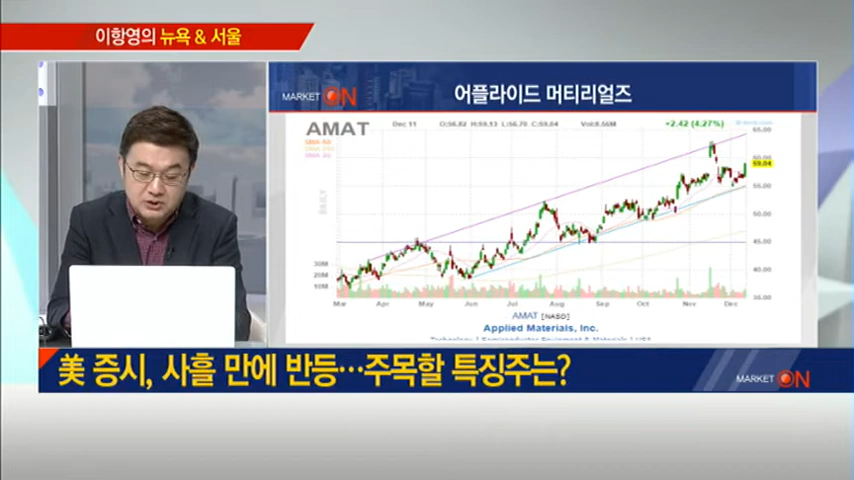 이항영의 뉴욕 & 서울
MARKET ON
어플라이드 머티리얼즈
AMAT
Dec 11
+2.42 (4.27%)
65.00
60.00
59.04
55.00
50.00
45.00
40.00
35.00
DAILY
30M
20M
10M
Mar Apr May Jun Jul Aug Sep Oct Nov Dec
AMAT [NASD]
Applied Materials, Inc.
美 증시, 사흘 만에 반등…주목할 특징주는?
MARKET ON